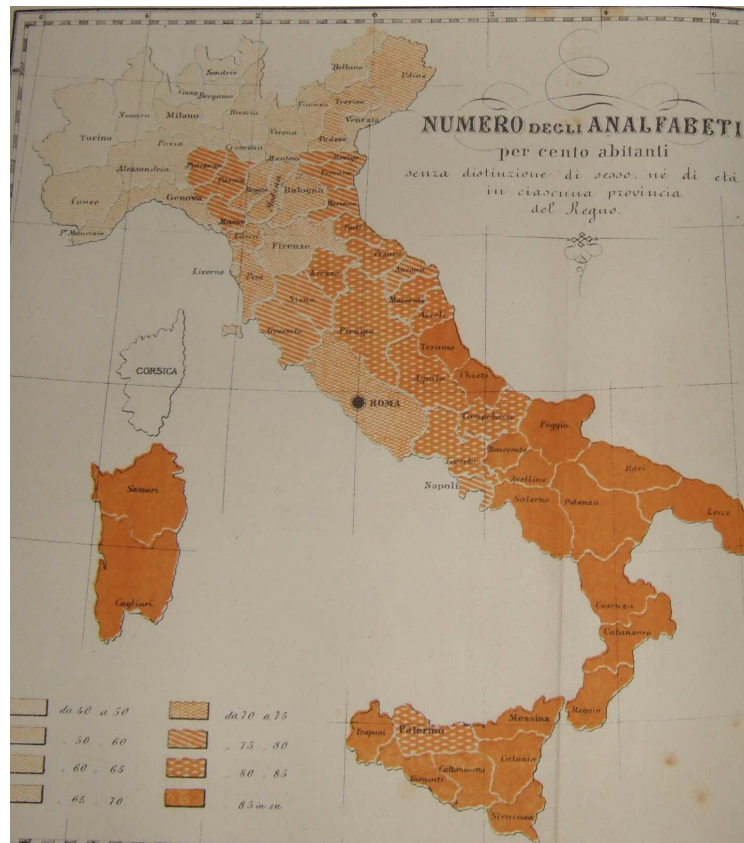 NUMERO DEGLI ANALFABETI
per cento abitanti
senza distinzione di sesso, nè di età
in ciascuna provincia
del Regno.
Sondrio
Belluno
Udine
Como
Bergamo
Vicenza
Treviso
Novara
Milano
Brescia
Verona
Venezia
Padova
Torino
Pavia
Cremona
Mantova
Rovigo
Alessandria
Piacenza
Parma
Reggio
Modena
Bologna
Ferrara
Ravenna
Cuneo
Genova
Massa
Forlì
Pto Maurizio
Lucca
Firenze
Pesaro
Livorno
Pisa
Arezzo
Ancona
Siena
Macerata
Grosseto
Perugia
Ascoli
Teramo
CORSICA
Aquila
Chieti
ROMA
Campobasso
Foggia
Caserta
Benevento
Bari
Napoli
Avellino
Salerno
Potenza
Lecce
Sassari
Cagliari
Cosenza
Catanzaro
Reggio
Messina
Palermo
Trapani
Catania
Caltanissetta
Girgenti
Siracusa
da 40 a 50
„ 50 „ 60
„ 60 „ 65
„ 65 „ 70
da 70 a 75
„ 75 „ 80
„ 80 „ 85
„ 85 in su